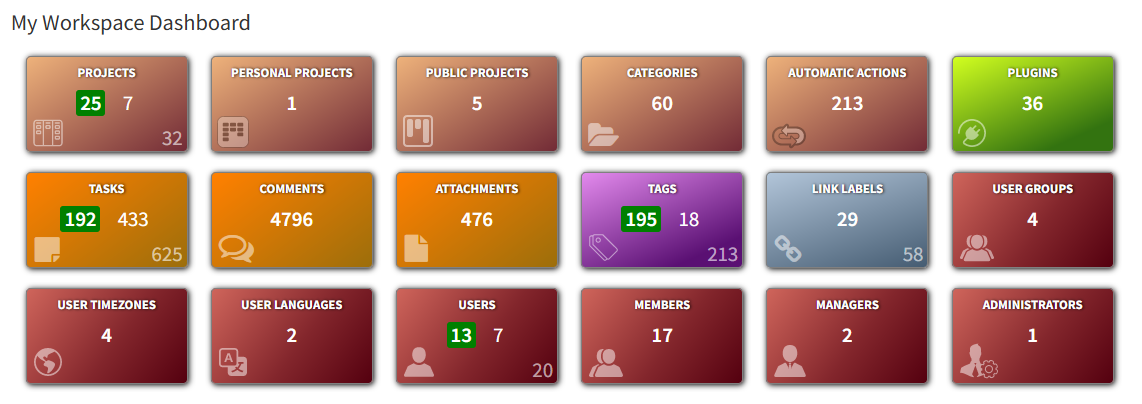 My Workspace Dashboard
PROJECTS
25 7
32
PERSONAL PROJECTS
1
PUBLIC PROJECTS
5
CATEGORIES
60
AUTOMATIC ACTIONS
213
PLUGINS
36
TASKS
192 433
625
COMMENTS
4796
ATTACHMENTS
476
TAGS
195 18
213
LINK LABELS
29
58
USER GROUPS
4
USER TIMEZONES
4
USER LANGUAGES
2
A
USERS
13 7
20
MEMBERS
17
MANAGERS
2
ADMINISTRATORS
1